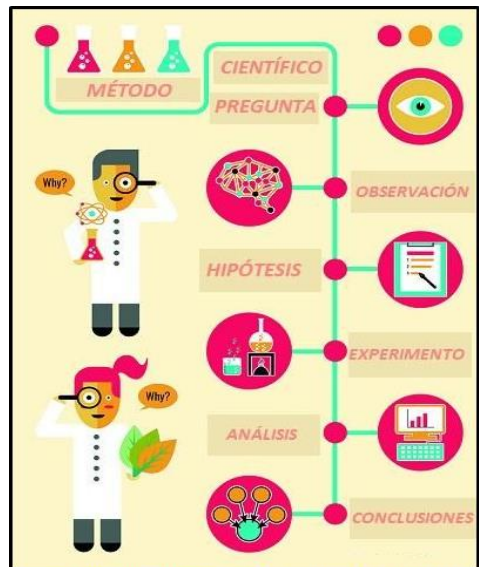 MÉTODO
CIENTÍFICO
PREGUNTA
Why?
OBSERVACIÓN
HIPÓTESIS
EXPERIMENTO
Why?
ANÁLISIS
CONCLUSIONES